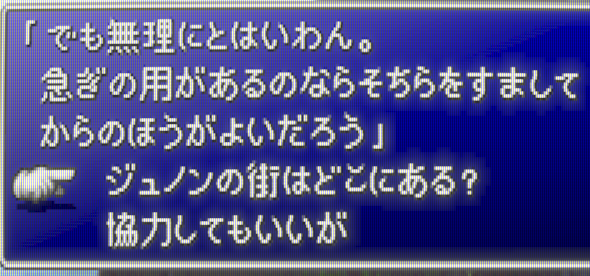 「でも無理にとはいわん。
急ぎの用があるのならそちらをすまして
からのほうがよいだろう」
ジュノンの街はどこにある?
協力してもいいが